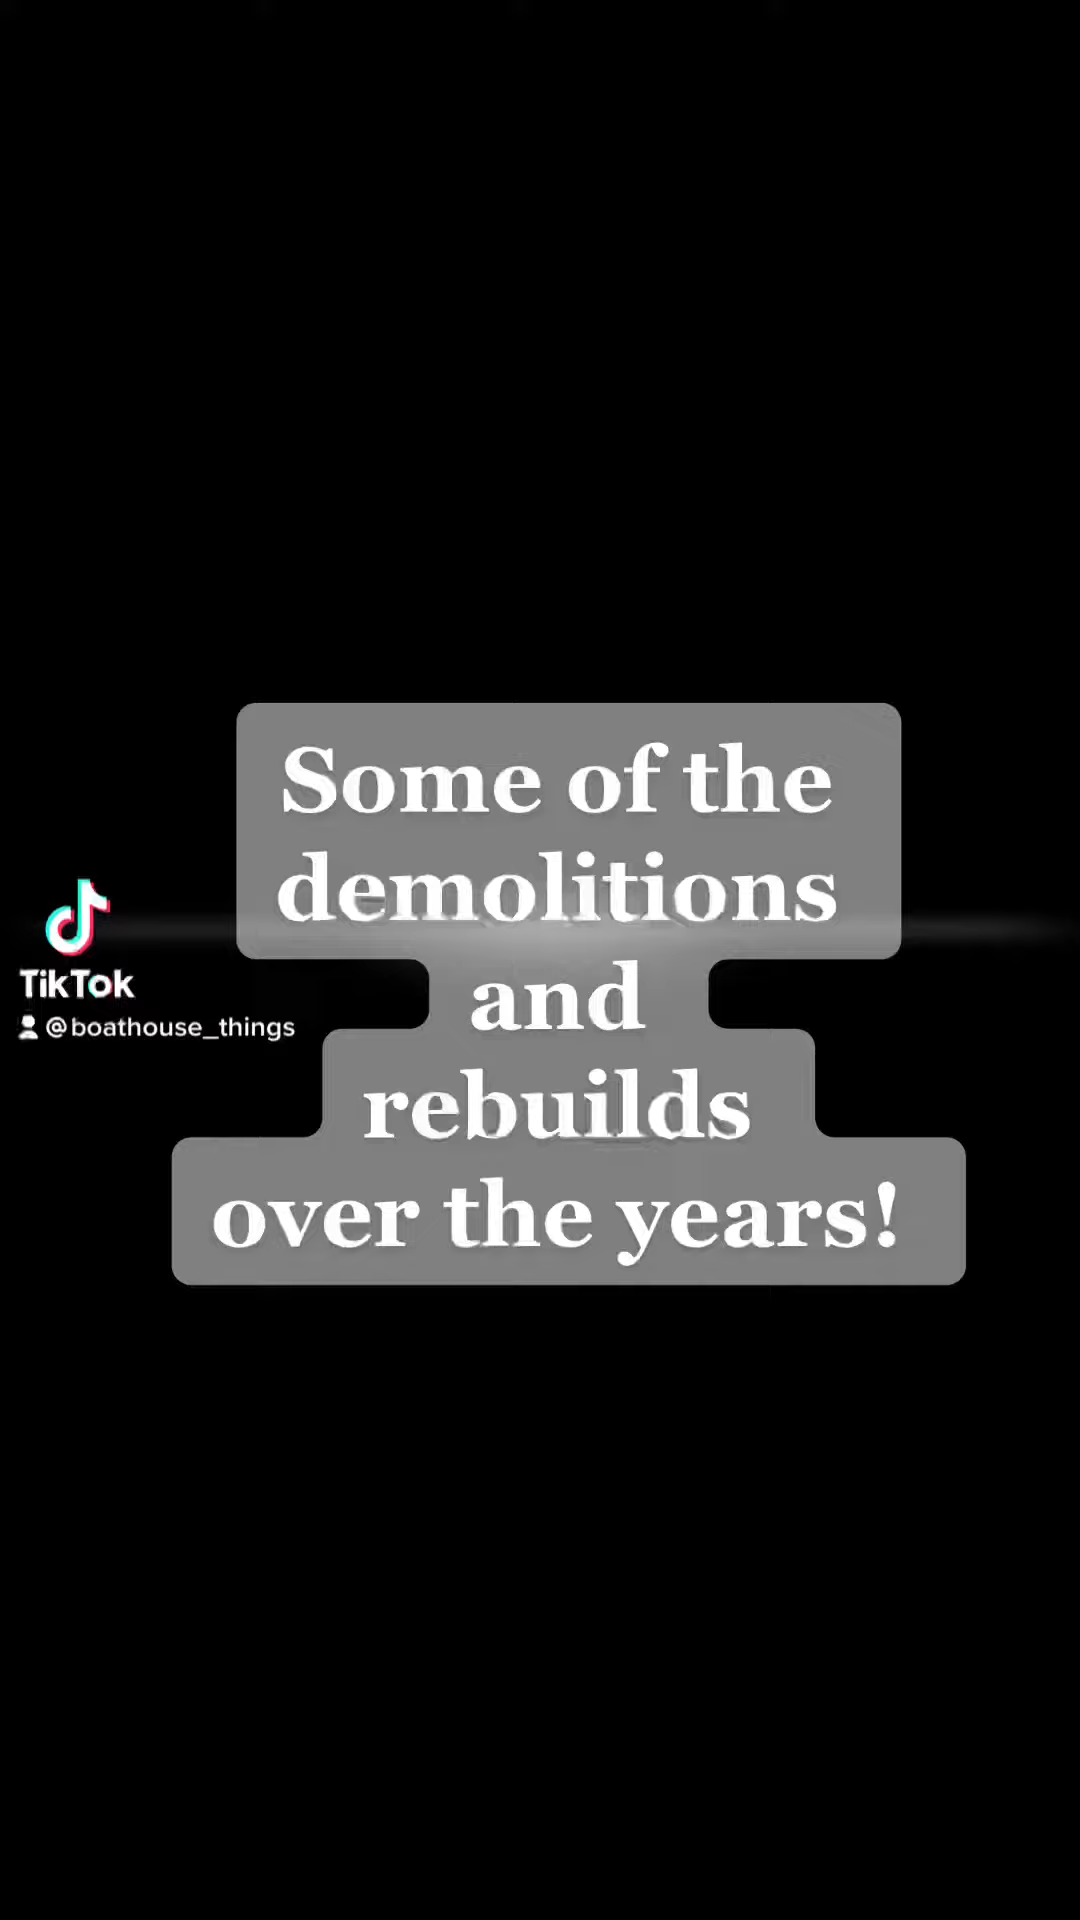 Some of the
demolitions
and
rebuilds
over the years!
TikTok
@boathouse_things